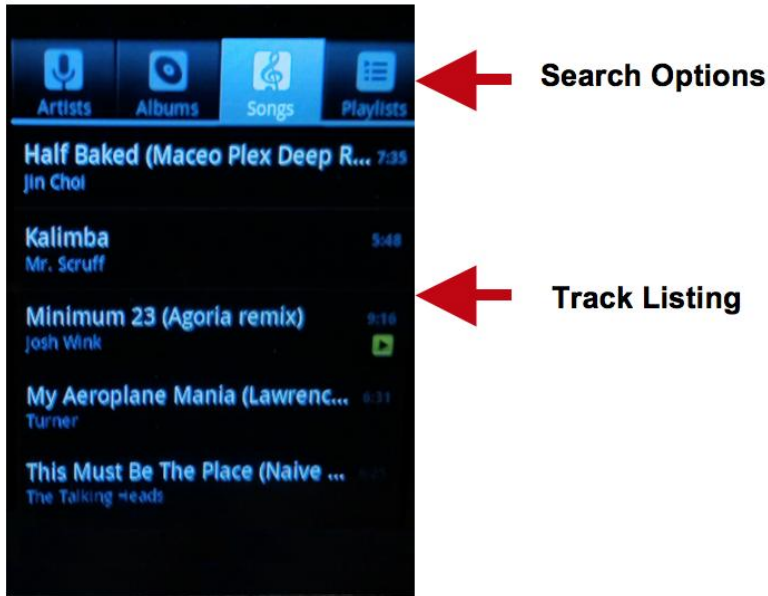 Artists Albums Songs Playlists
Search Options
Half Baked (Maceo Plex Deep R... 7:35
Jin Choi
Kalimba 5:48
Mr. Scruff
Track Listing
Minimum 23 (Agoria remix) 9:16
Josh Wink
My Aeroplane Mania (Lawrenc... 6:31
Turner
This Must Be The Place (Naive ...
The Talking Heads